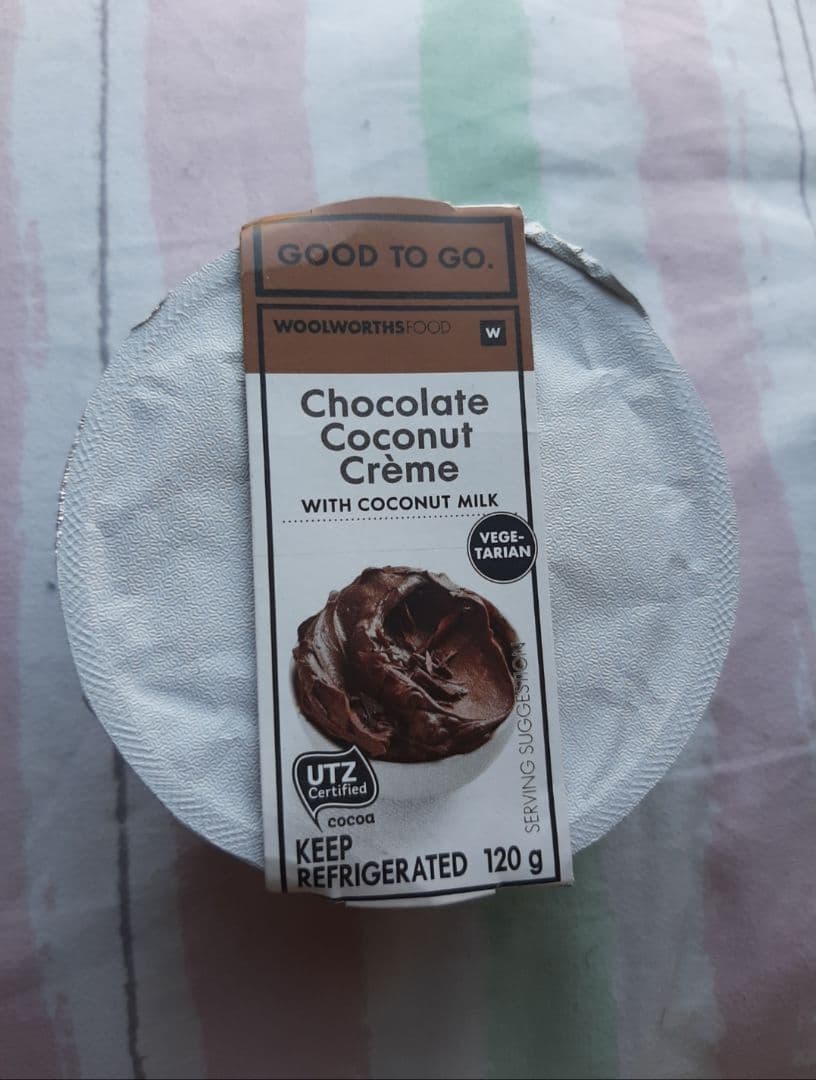 GOOD TO GO.
WOOLWORTHSFOOD W
Chocolate
Coconut
Crème
WITH COCONUT MILK
VEGE-
TARIAN
SERVING SUGGESTION
UTZ
Certified
cocoa
KEEP
REFRIGERATED 120 g